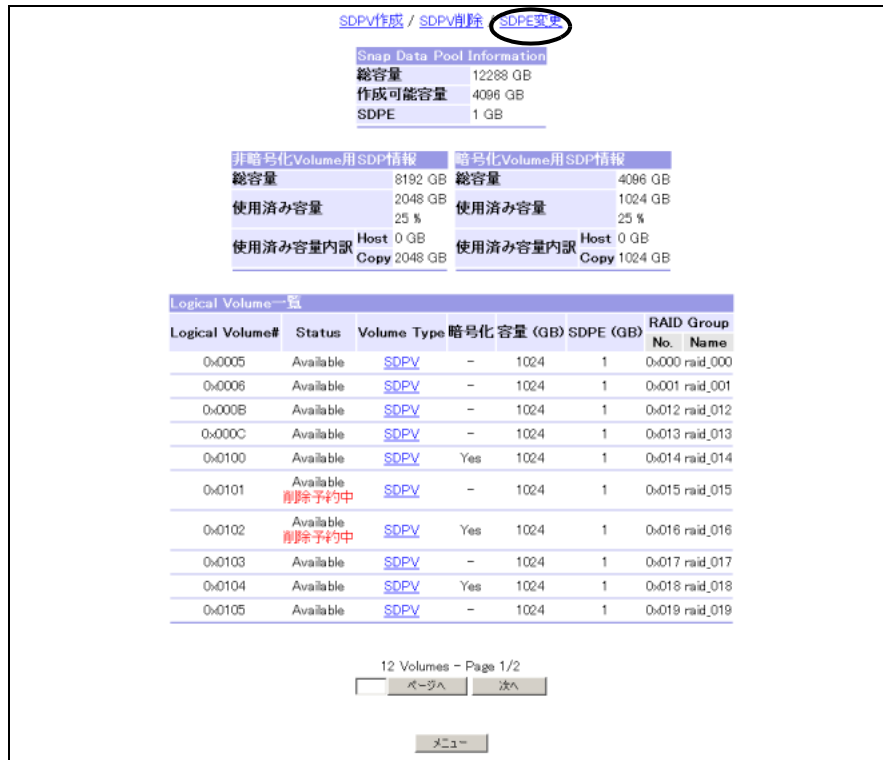 SDPV作成 / SDPV削除 / SDPE変更
Snap Data Pool Information
総容量 12288 GB
作成可能容量 4096 GB
SDPE 1 GB
非暗号化Volume用SDP情報
総容量 8192 GB
使用済み容量 2048 GB
25 %
使用済み容量内訳 Host 0 GB
Copy 2048 GB
暗号化Volume用SDP情報
総容量 4096 GB
使用済み容量 1024 GB
25 %
使用済み容量内訳 Host 0 GB
Copy 1024 GB
Logical Volume一覧
Logical Volume# Status Volume Type 暗号化 容量 (GB) SDPE (GB) RAID Group
No. Name
0x0005 Available SDPV - 1024 1 0x000 raid_000
0x0006 Available SDPV - 1024 1 0x001 raid_001
0x000B Available SDPV - 1024 1 0x012 raid_012
0x000C Available SDPV - 1024 1 0x013 raid_013
0x0100 Available SDPV Yes 1024 1 0x014 raid_014
0x0101 Available 削除予約中 SDPV - 1024 1 0x015 raid_015
0x0102 Available 削除予約中 SDPV Yes 1024 1 0x016 raid_016
0x0103 Available SDPV - 1024 1 0x017 raid_017
0x0104 Available SDPV Yes 1024 1 0x018 raid_018
0x0105 Available SDPV - 1024 1 0x019 raid_019
12 Volumes - Page 1/2
ページへ 次へ
メニュー